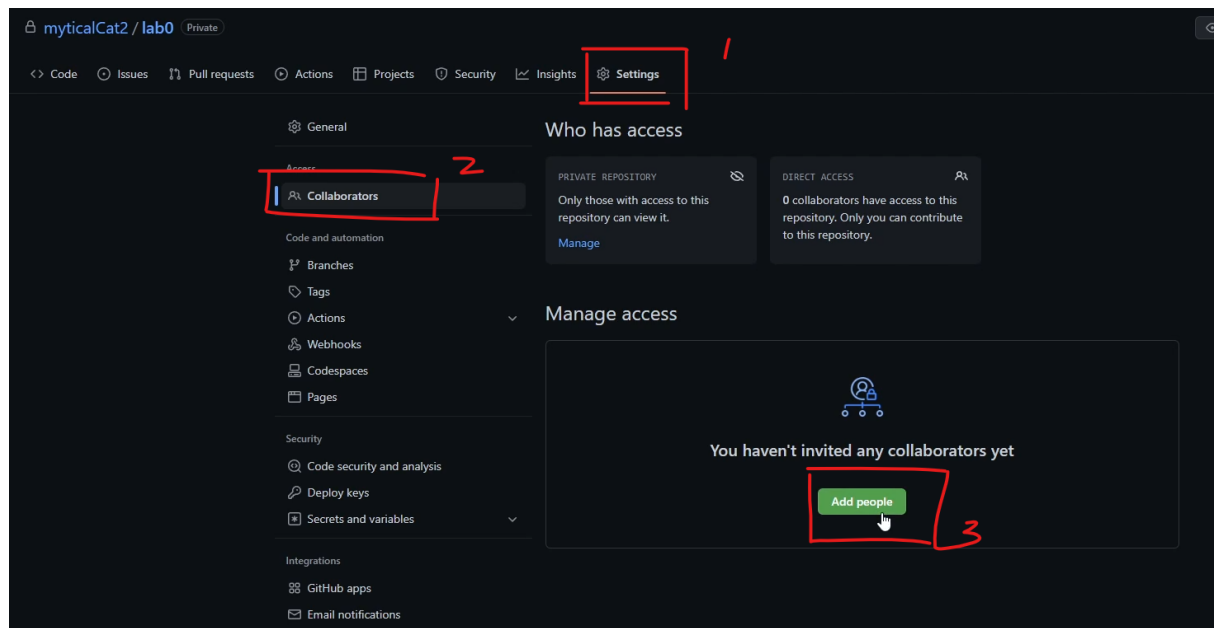 myticalCat2 / lab0 Private
<> Code Issues Pull requests Actions Projects Security Insights Settings
1
General
Access
2
Collaborators
Code and automation
Branches
Tags
Actions
Webhooks
Codespaces
Pages
Security
Code security and analysis
Deploy keys
Secrets and variables
Integrations
GitHub apps
Email notifications
Who has access
PRIVATE REPOSITORY
Only those with access to this
repository can view it.
Manage
DIRECT ACCESS
0 collaborators have access to this
repository. Only you can contribute
to this repository.
Manage access
You haven't invited any collaborators yet
Add people
3